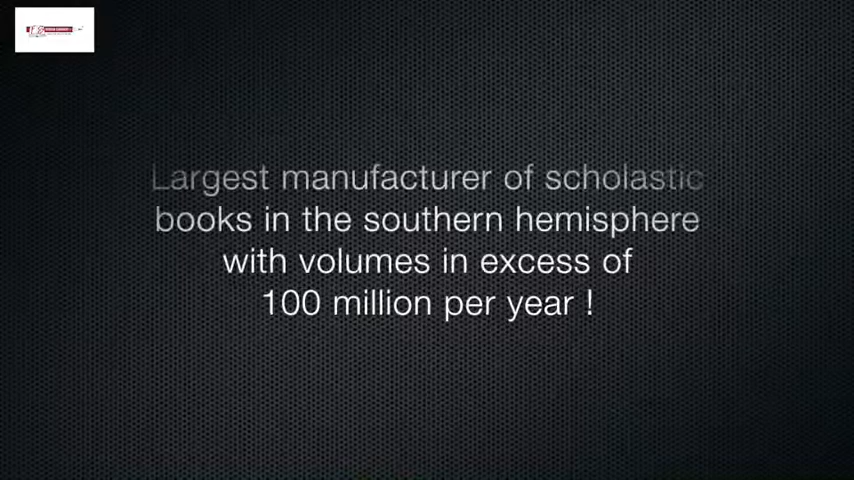 Largest manufacturer of scholastic
books in the southern hemisphere
with volumes in excess of
100 million per year !